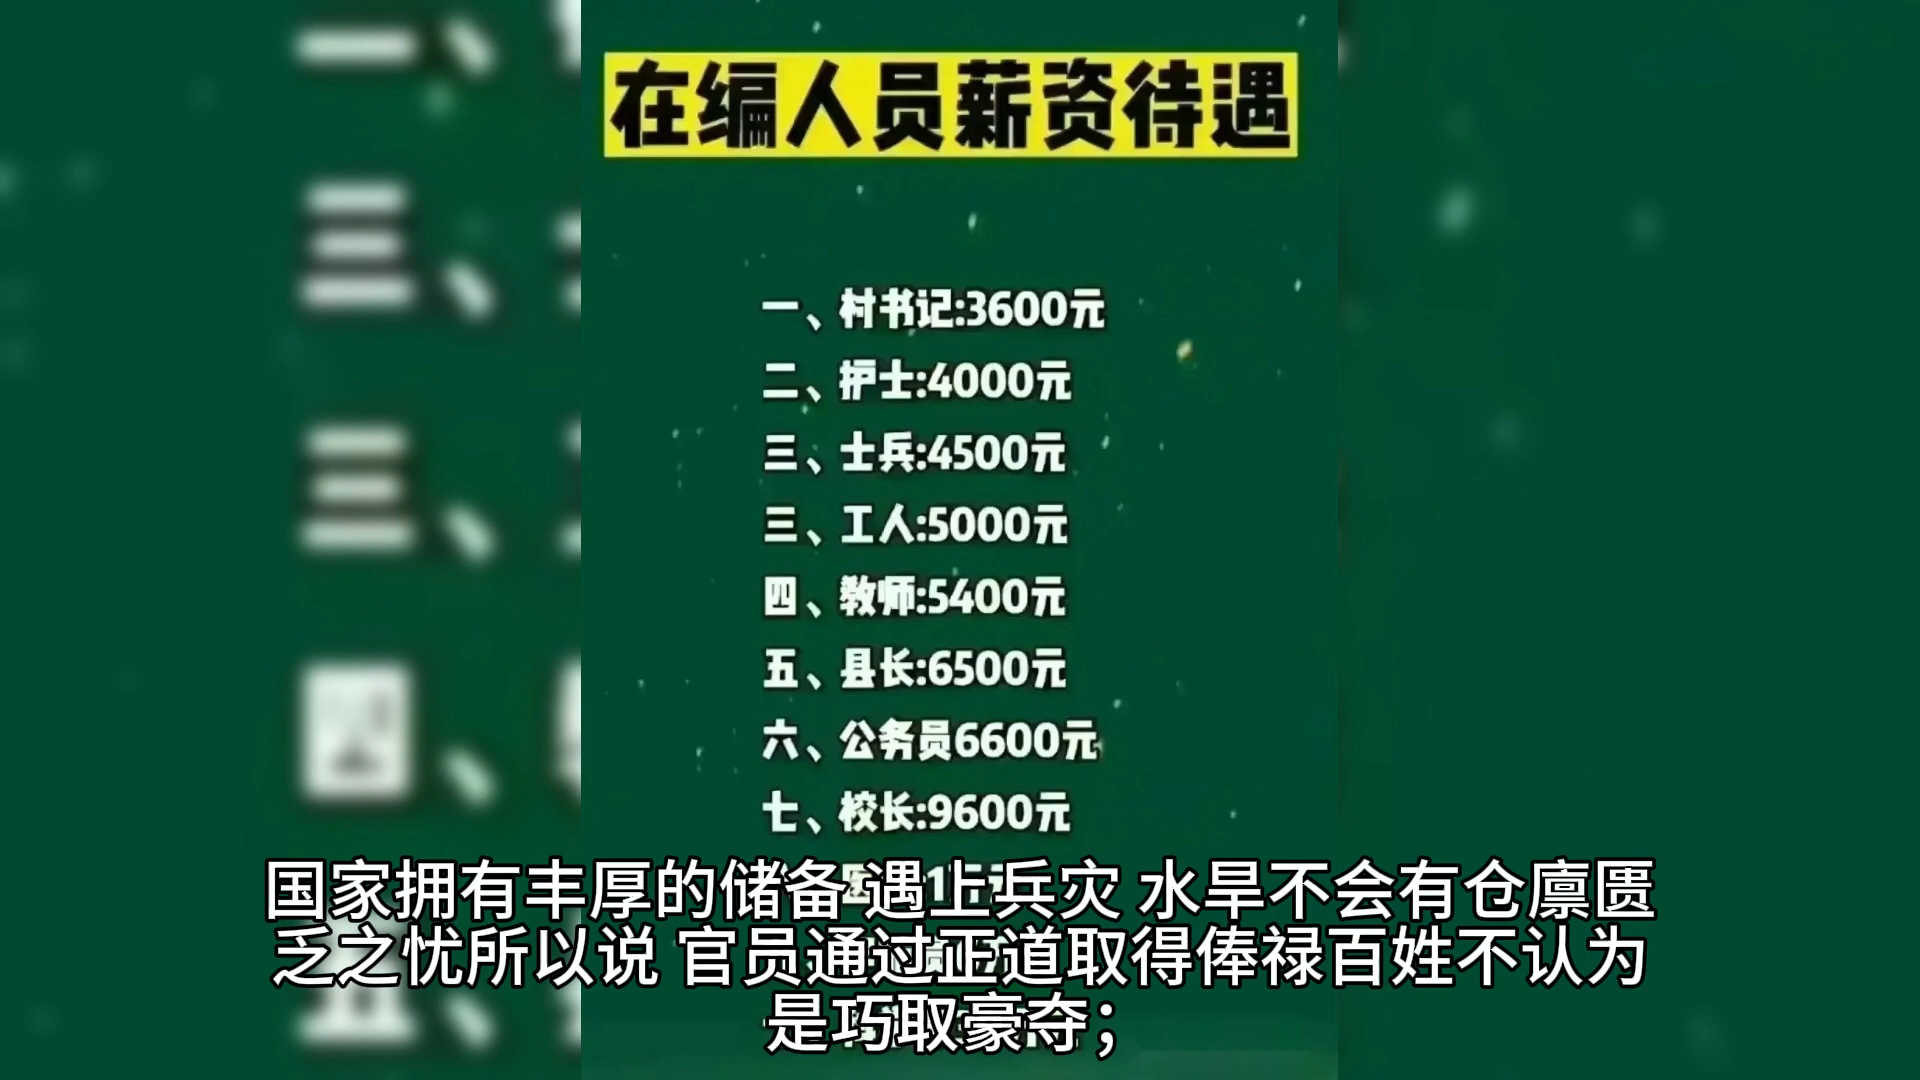 在编人员薪资待遇
一、村书记:3600元
二、护士:4000元
三、士兵:4500元
三、工人:5000元
四、教师:5400元
五、县长:6500元
六、公务员6600元
七、校长:9600元
国家拥有丰厚的储备 遇上兵灾 水旱不会有仓廪匮
乏之忧所以说 官员通过正道取得俸禄百姓不认为
是巧取豪夺；